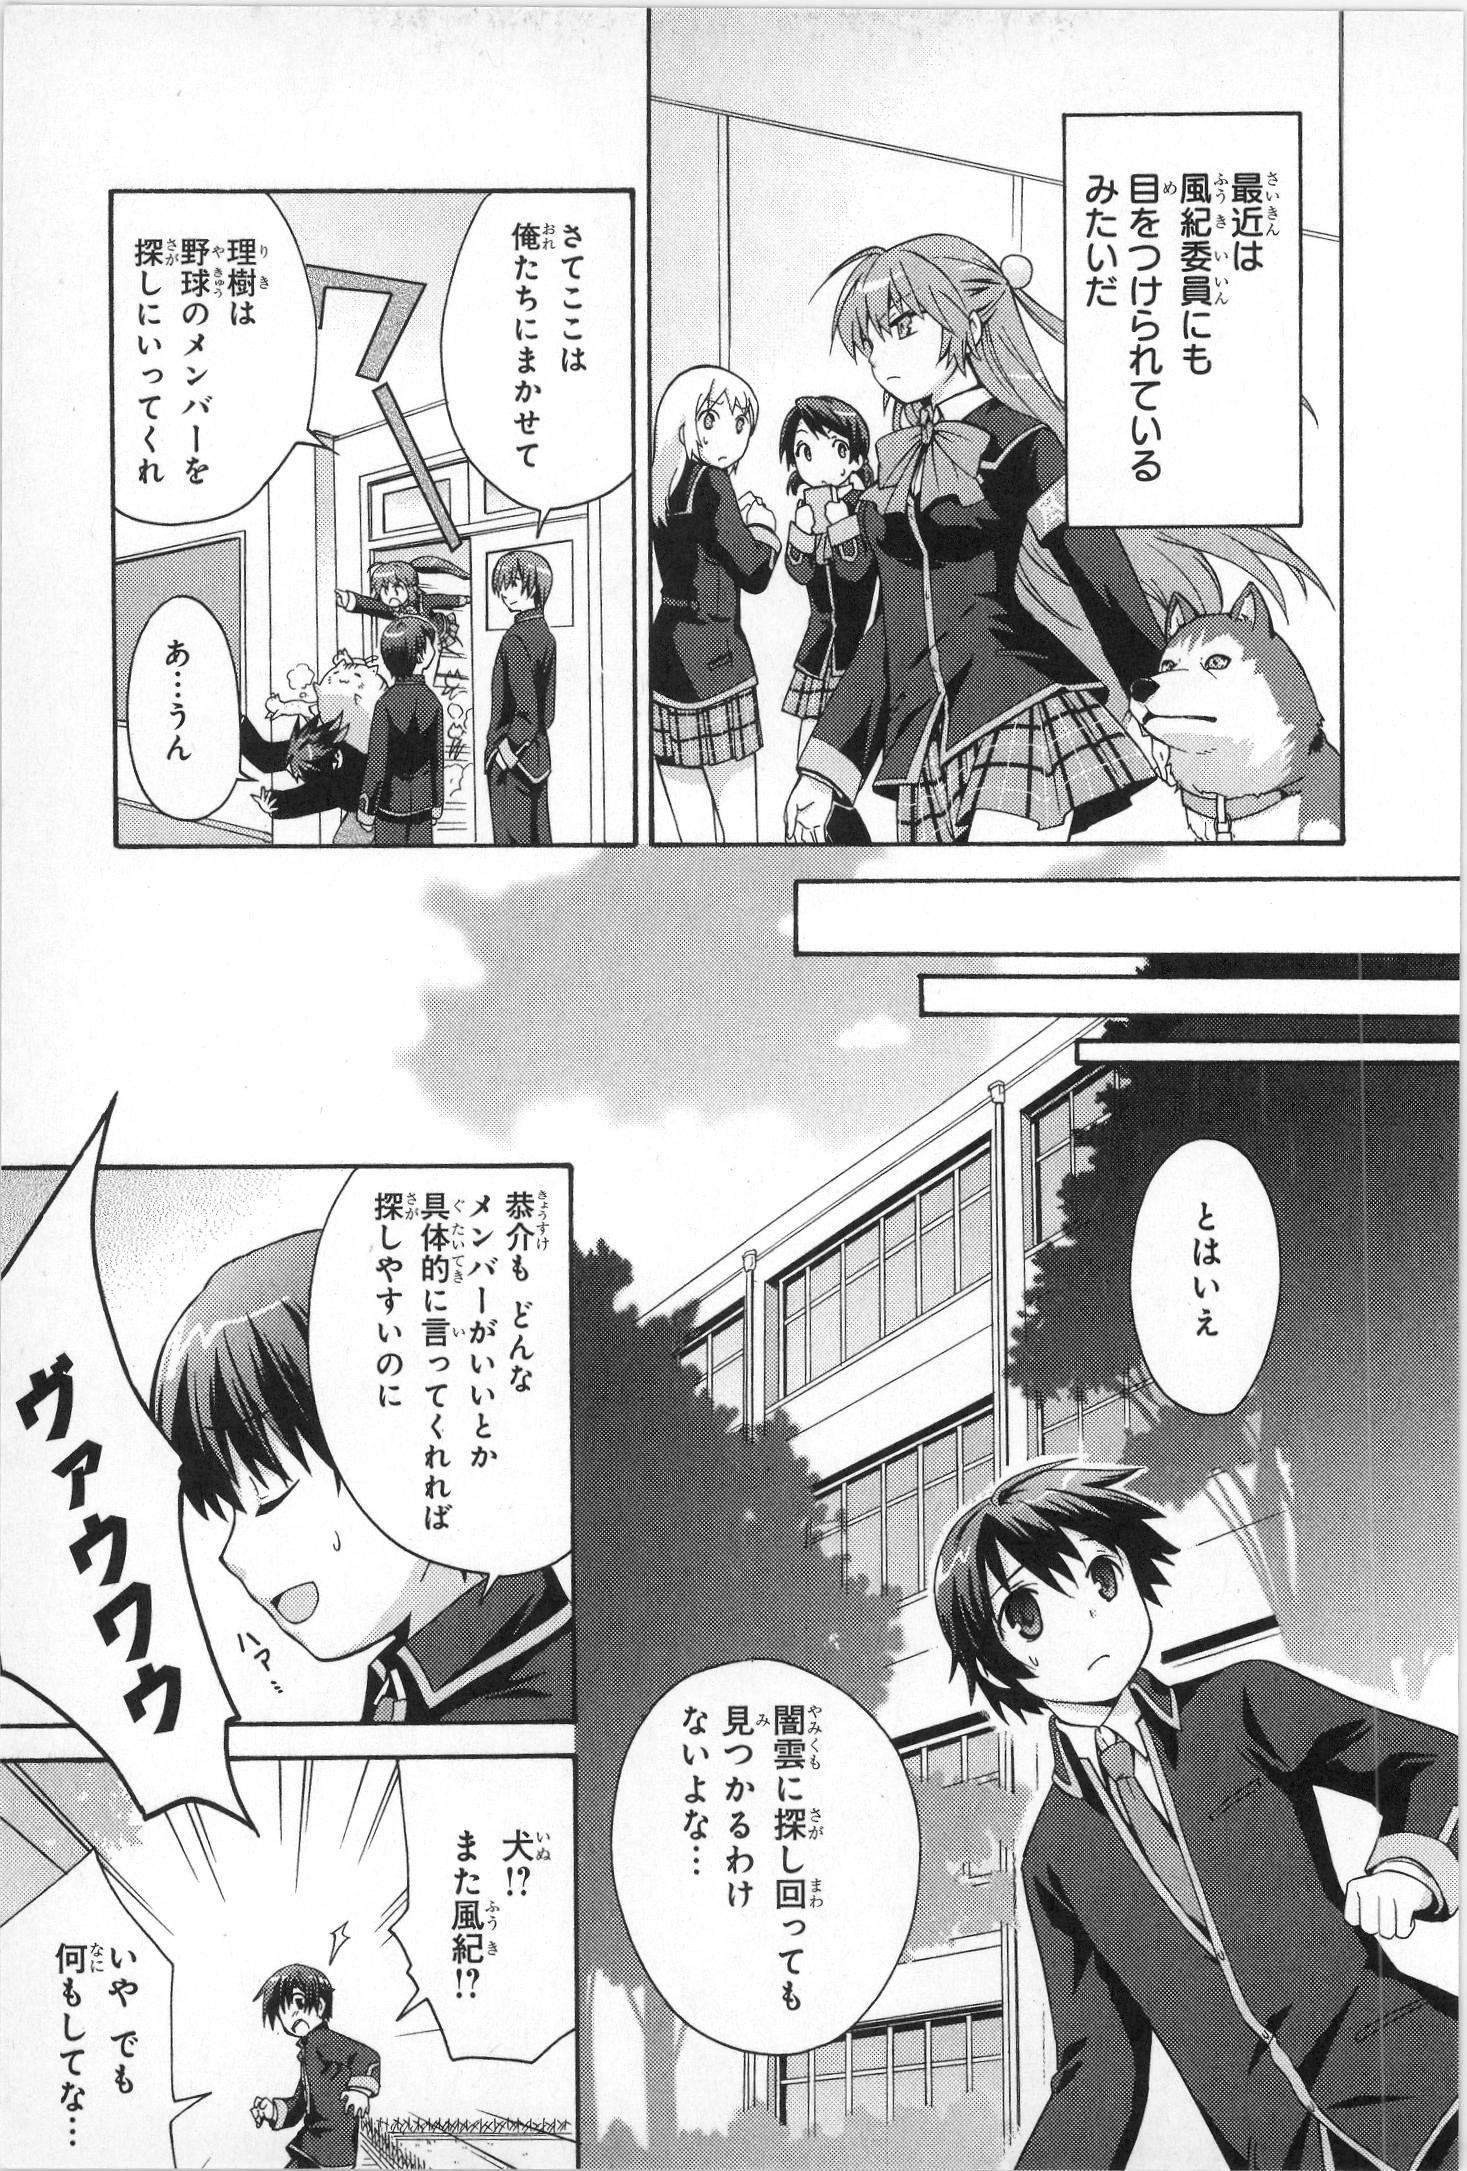 最近は
風紀委員にも
目をつけられている
みたいだ
さてここは
俺たちにまかせて
理樹は
野球のメンバーを
探しにいってくれ
ワー
あ…うん
とはいえ
闇雲に探し回っても
見つかるわけ
ないよな…
恭介も どんな
メンバーがいいとか
具体的に言ってくれれば
探しやすいのに
ハァ…
ヴァウワウ
犬!?
また風紀!?
いや でも
何もしてな…